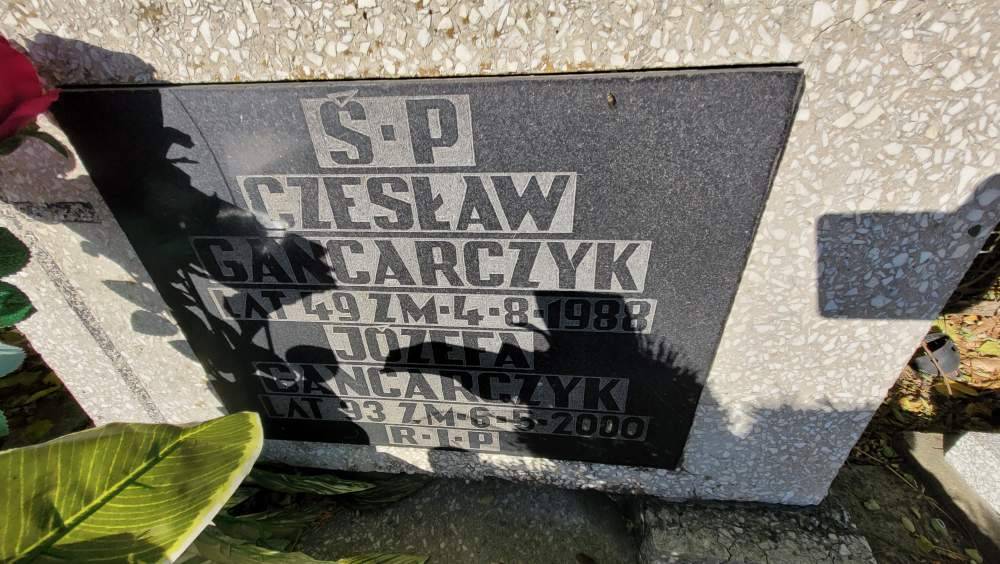 Ś·P
CZESŁAW
GANCARCZYK
LAT 49 ZM·4·8·1988
JÓZEFA
GANCARCZYK
LAT 93 ZM·6·5·2000
R·I·P